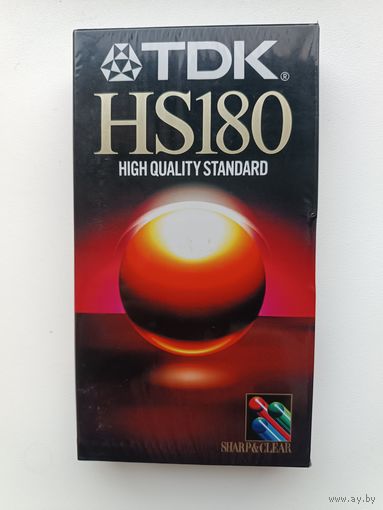 TDK®
HS180
HIGH QUALITY STANDARD
SHARP&CLEAR
www.ay.by